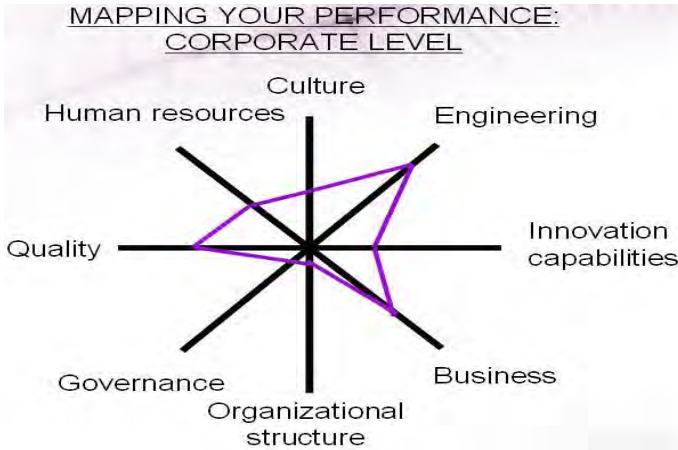 MAPPING YOUR PERFORMANCE:
CORPORATE LEVEL
Culture
Human resources
Engineering
Quality
Innovation
capabilities
Governance
Business
Organizational
structure